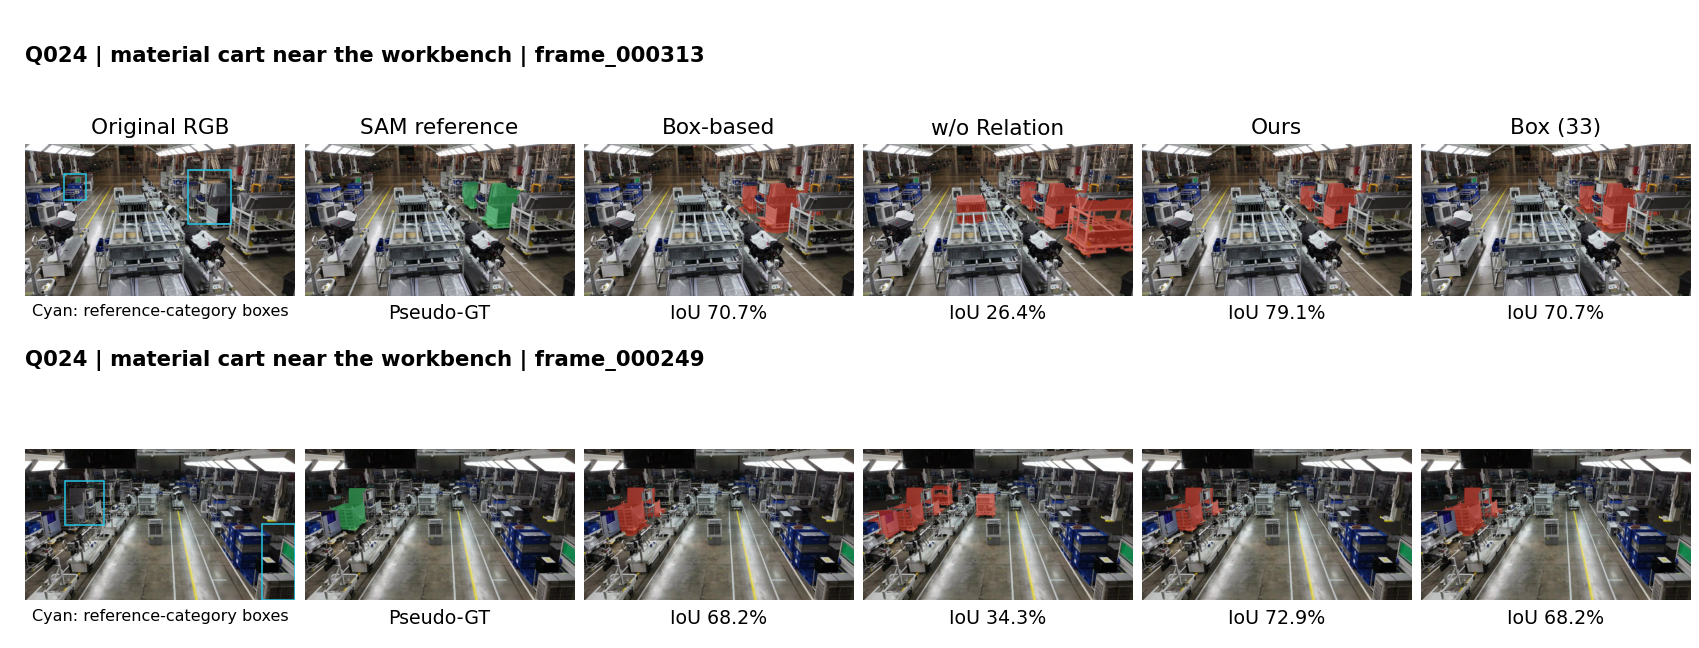 Q024 | material cart near the workbench | frame_000313
Original RGB SAM reference Box-based w/o Relation Ours Box (33)
Cyan: reference-category boxes Pseudo-GT IoU 70.7% IoU 26.4% IoU 79.1% IoU 70.7%
Q024 | material cart near the workbench | frame_000249
Cyan: reference-category boxes Pseudo-GT IoU 68.2% IoU 34.3% IoU 72.9% IoU 68.2%